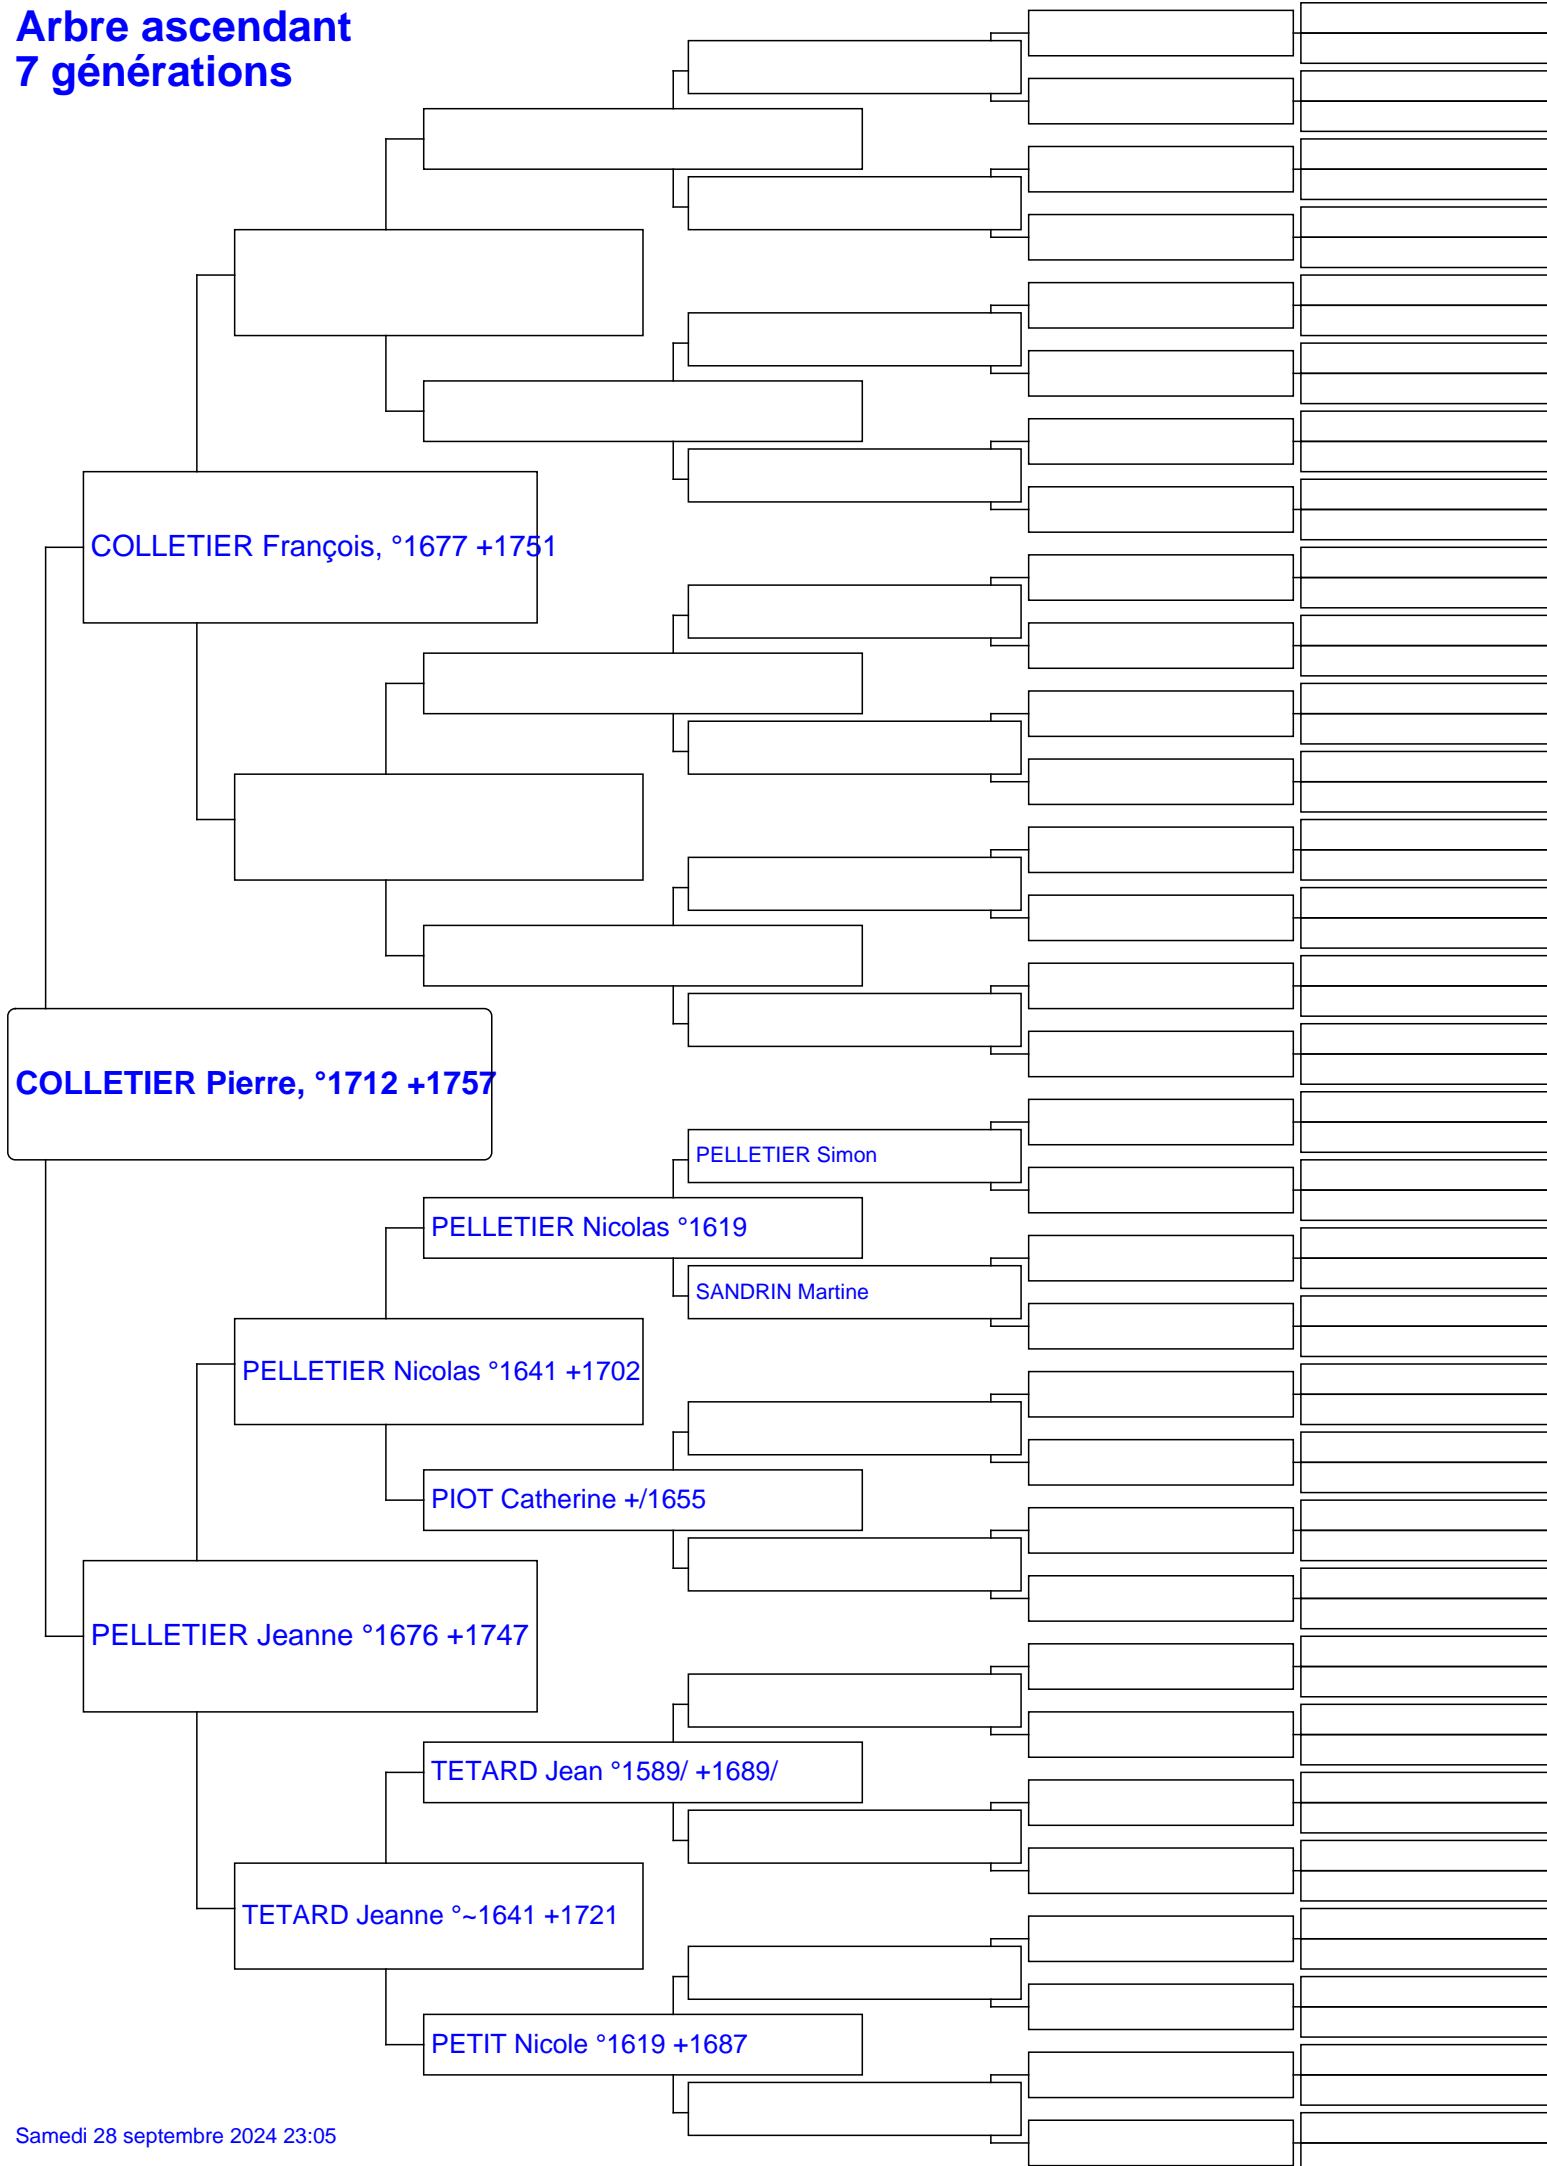 Arbre ascendant
7 générations
COLLETIER François, °1677 +1751
COLLETIER Pierre, °1712 +1757
PELLETIER Simon
PELLETIER Nicolas °1619
SANDRIN Martine
PELLETIER Nicolas °1641 +1702
PIOT Catherine +/1655
PELLETIER Jeanne °1676 +1747
TETARD Jean °1589/ +1689/
TETARD Jeanne °~1641 +1721
PETIT Nicole °1619 +1687
Samedi 28 septembre 2024 23:05